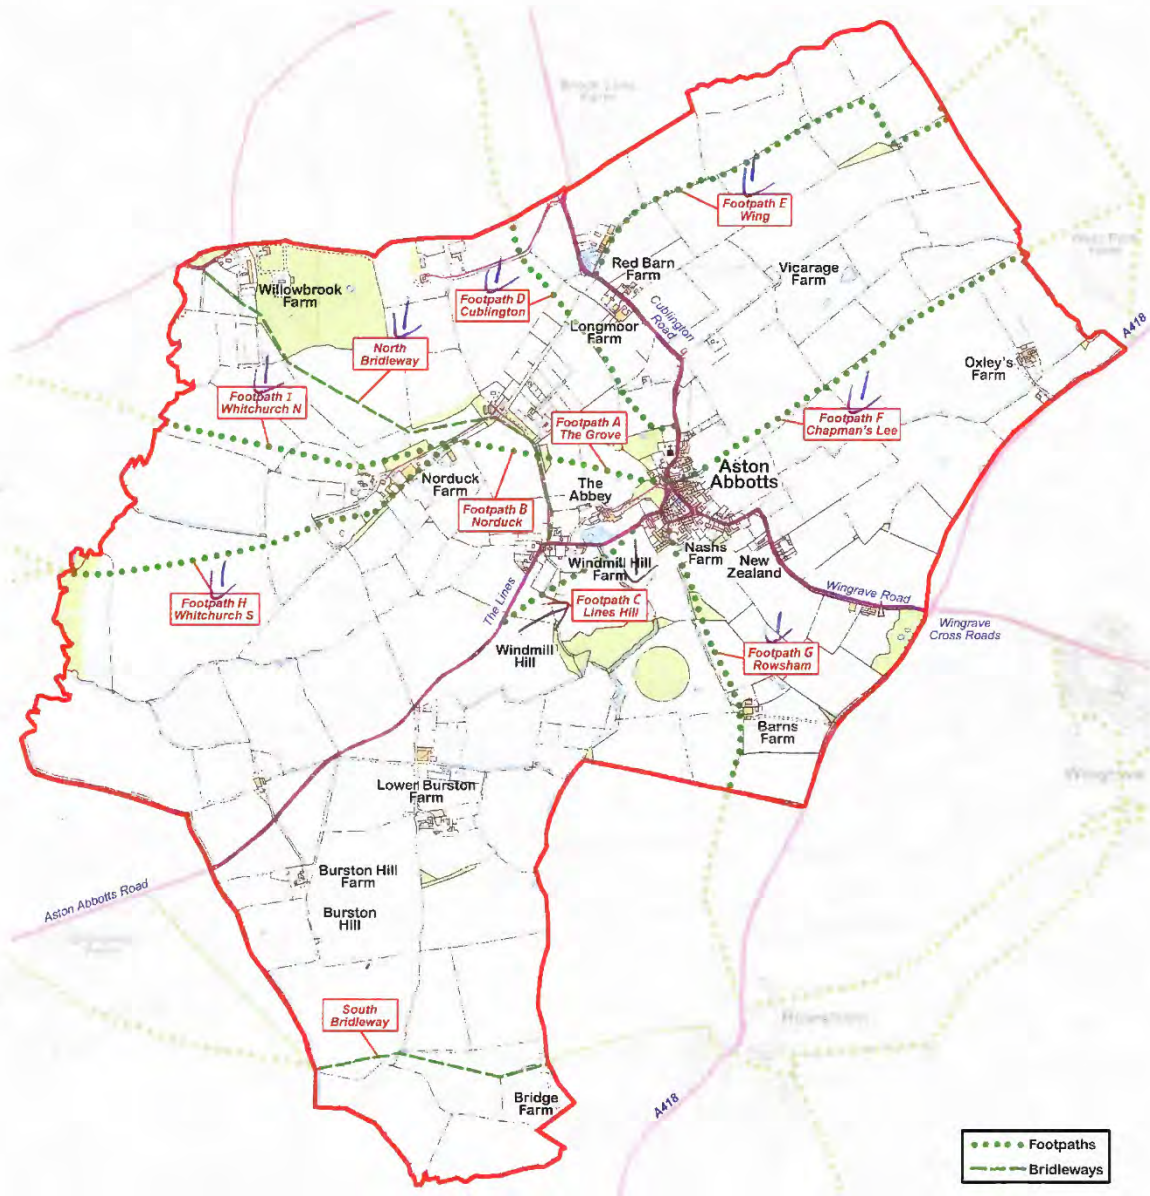 Footpath E
Wing
Red Barn
Farm
Vicarage
Farm
Willowbrook
Farm
Footpath D
Cublington
Cublington
Road
Longmoor
Farm
A418
North
Bridleway
Oxley's
Farm
Footpath I
Whitchurch N
Footpath A
The Grove
Footpath F
Chapman's Lee
Aston
Abbotts
Norduck
Farm
The
Abbey
Footpath B
Norduck
Nashs
Farm
New
Zealand
Windmill Hill
Farm
Wingrave Road
Footpath H
Whitchurch S
The Lines
Footpath C
Lines Hill
Wingrave
Cross Roads
Windmill
Hill
Footpath G
Rowsham
Barns
Farm
Lower Burston
Farm
Burston Hill
Farm
Aston Abbotts Road
Burston
Hill
South
Bridleway
Rowsham
Bridge
Farm
A418
Footpaths
Bridleways